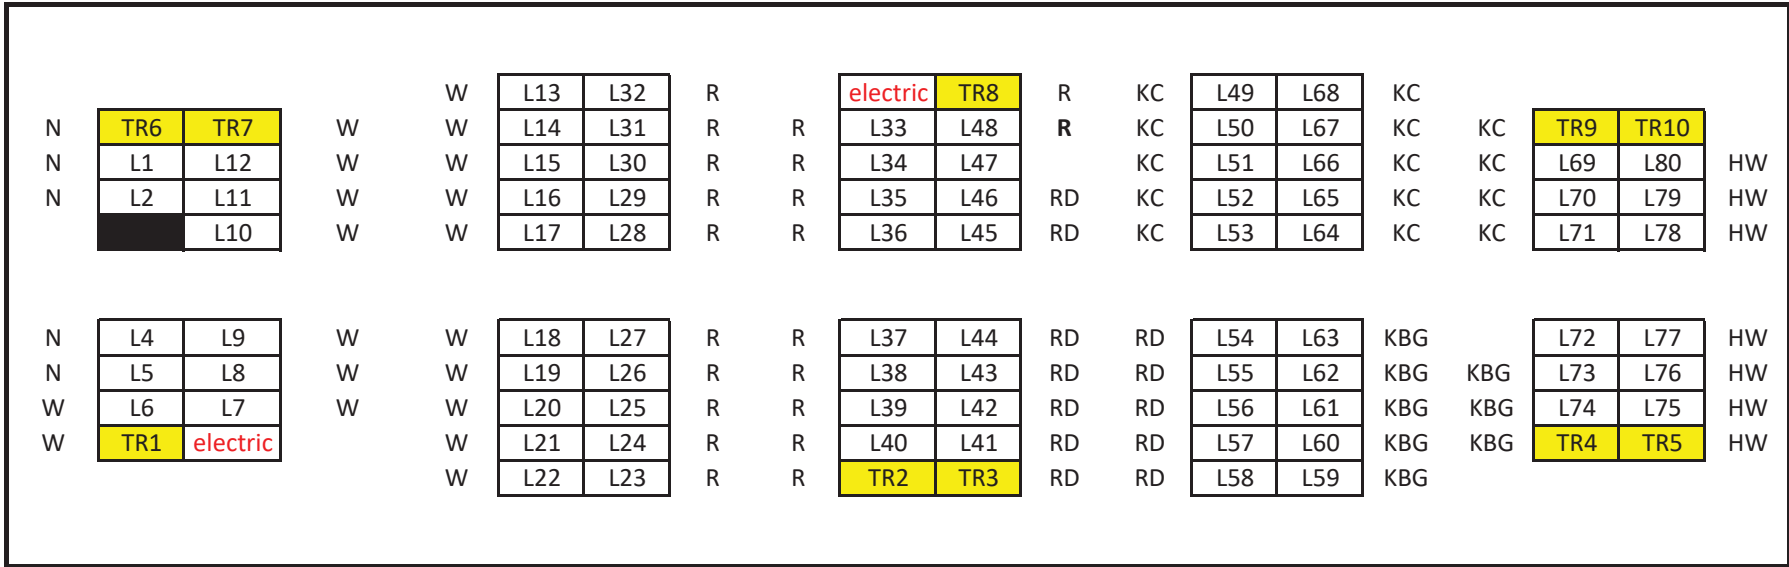 W L13 L32 R electric TR8 R KC L49 L68 KC
N TR6 TR7 W W L14 L31 R R L33 L48 R KC L50 L67 KC KC TR9 TR10
N L1 L12 W W L15 L30 R R L34 L47 KC L51 L66 KC KC L69 L80 HW
N L2 L11 W W L16 L29 R R L35 L46 RD KC L52 L65 KC KC L70 L79 HW
L10 W W L17 L28 R R L36 L45 RD KC L53 L64 KC KC L71 L78 HW
N L4 L9 W W L18 L27 R R L37 L44 RD RD L54 L63 KBG L72 L77 HW
N L5 L8 W W L19 L26 R R L38 L43 RD RD L55 L62 KBG KBG L73 L76 HW
W L6 L7 W W L20 L25 R R L39 L42 RD RD L56 L61 KBG KBG L74 L75 HW
W TR1 electric W L21 L24 R R L40 L41 RD RD L57 L60 KBG KBG TR4 TR5 HW
W L22 L23 R R TR2 TR3 RD RD L58 L59 KBG